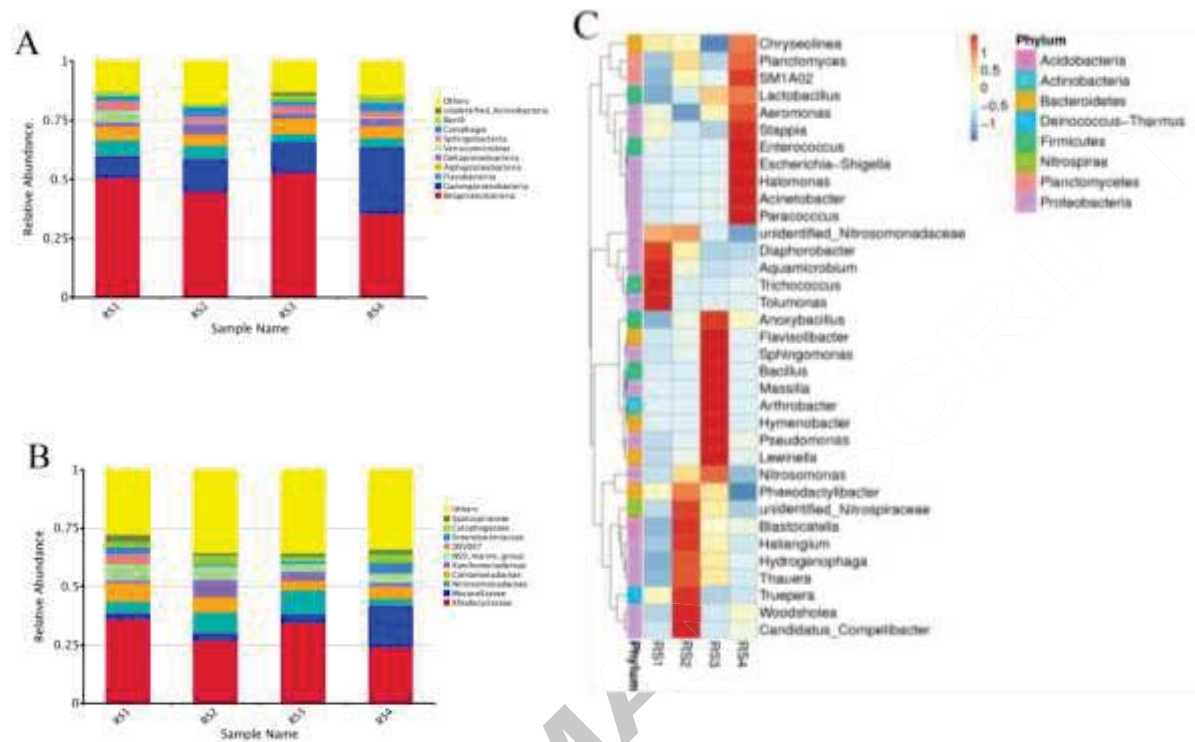 A
1
0.75
0.5
0.25
0
Relative Abundance
RS1
RS2
RS3
RS4
Sample Name
Others
unidentified_Actinobacteria
Bacilli
Cytophagia
Sphingobacteriia
Deltaproteobacteria
Alphaproteobacteria
Flavobacteriia
Gammaproteobacteria
Betaproteobacteria
B
1
0.75
0.5
0.25
0
Relative Abundance
RS1
RS2
RS3
RS4
Sample Name
Others
Enterobacteriaceae
NS9_marine_group
Xanthomonadaceae
Comamonadaceae
Nitrosomonadaceae
Moraxellaceae
Rhodocyclaceae
C
Chryseolinea
Planctomyces
SM1A02
Lactobacillus
Aeromonas
Stappia
Enterococcus
Escherichia-Shigella
Halomonas
Acinetobacter
Paracoccus
unidentified_Nitrosomonadaceae
Diaphorobacter
Aquamicrobium
Trichococcus
Tolumonas
Anoxybacillus
Flavisolibacter
Sphingomonas
Bacillus
Massilia
Arthrobacter
Hymenobacter
Pseudomonas
Lewinella
Nitrosomonas
Phaeodactylibacter
unidentified_Nitrospiraceae
Blastocatella
Haliangium
Hydrogenophaga
Thauera
Truepera
Woodsholea
Candidatus_Competibacter
Phylum
RS1
RS2
RS3
RS4
1
0.5
0
−0.5
−1
Phylum
Acidobacteria
Actinobacteria
Bacteroidetes
Deinococcus-Thermus
Firmicutes
Nitrospirae
Planctomycetes
Proteobacteria